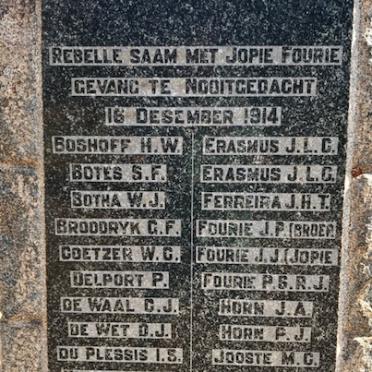 REBELLE SAAM MET JOPIE FOURIE
GEVANG TE NOOITGEDACHT
16 DESEMBER 1914
BOSHOFF H.W.
BOTES S.F.
BOTHA W.J.
BRODDRYK G.F.
COETZER W.C.
DELPORT P.
DE WAAL C.J.
DE WET D.J.
DU PLESSIS I.S.
ERASMUS J.L.C.
ERASMUS J.L.G.
FERREIRA J.H.T.
FOURIE J.P.(BROER
FOURIE J.J.(JOPIE
FOURIE P.S.R.J.
HORN J.A.
HORN P.J.
JOOSTE M.C.